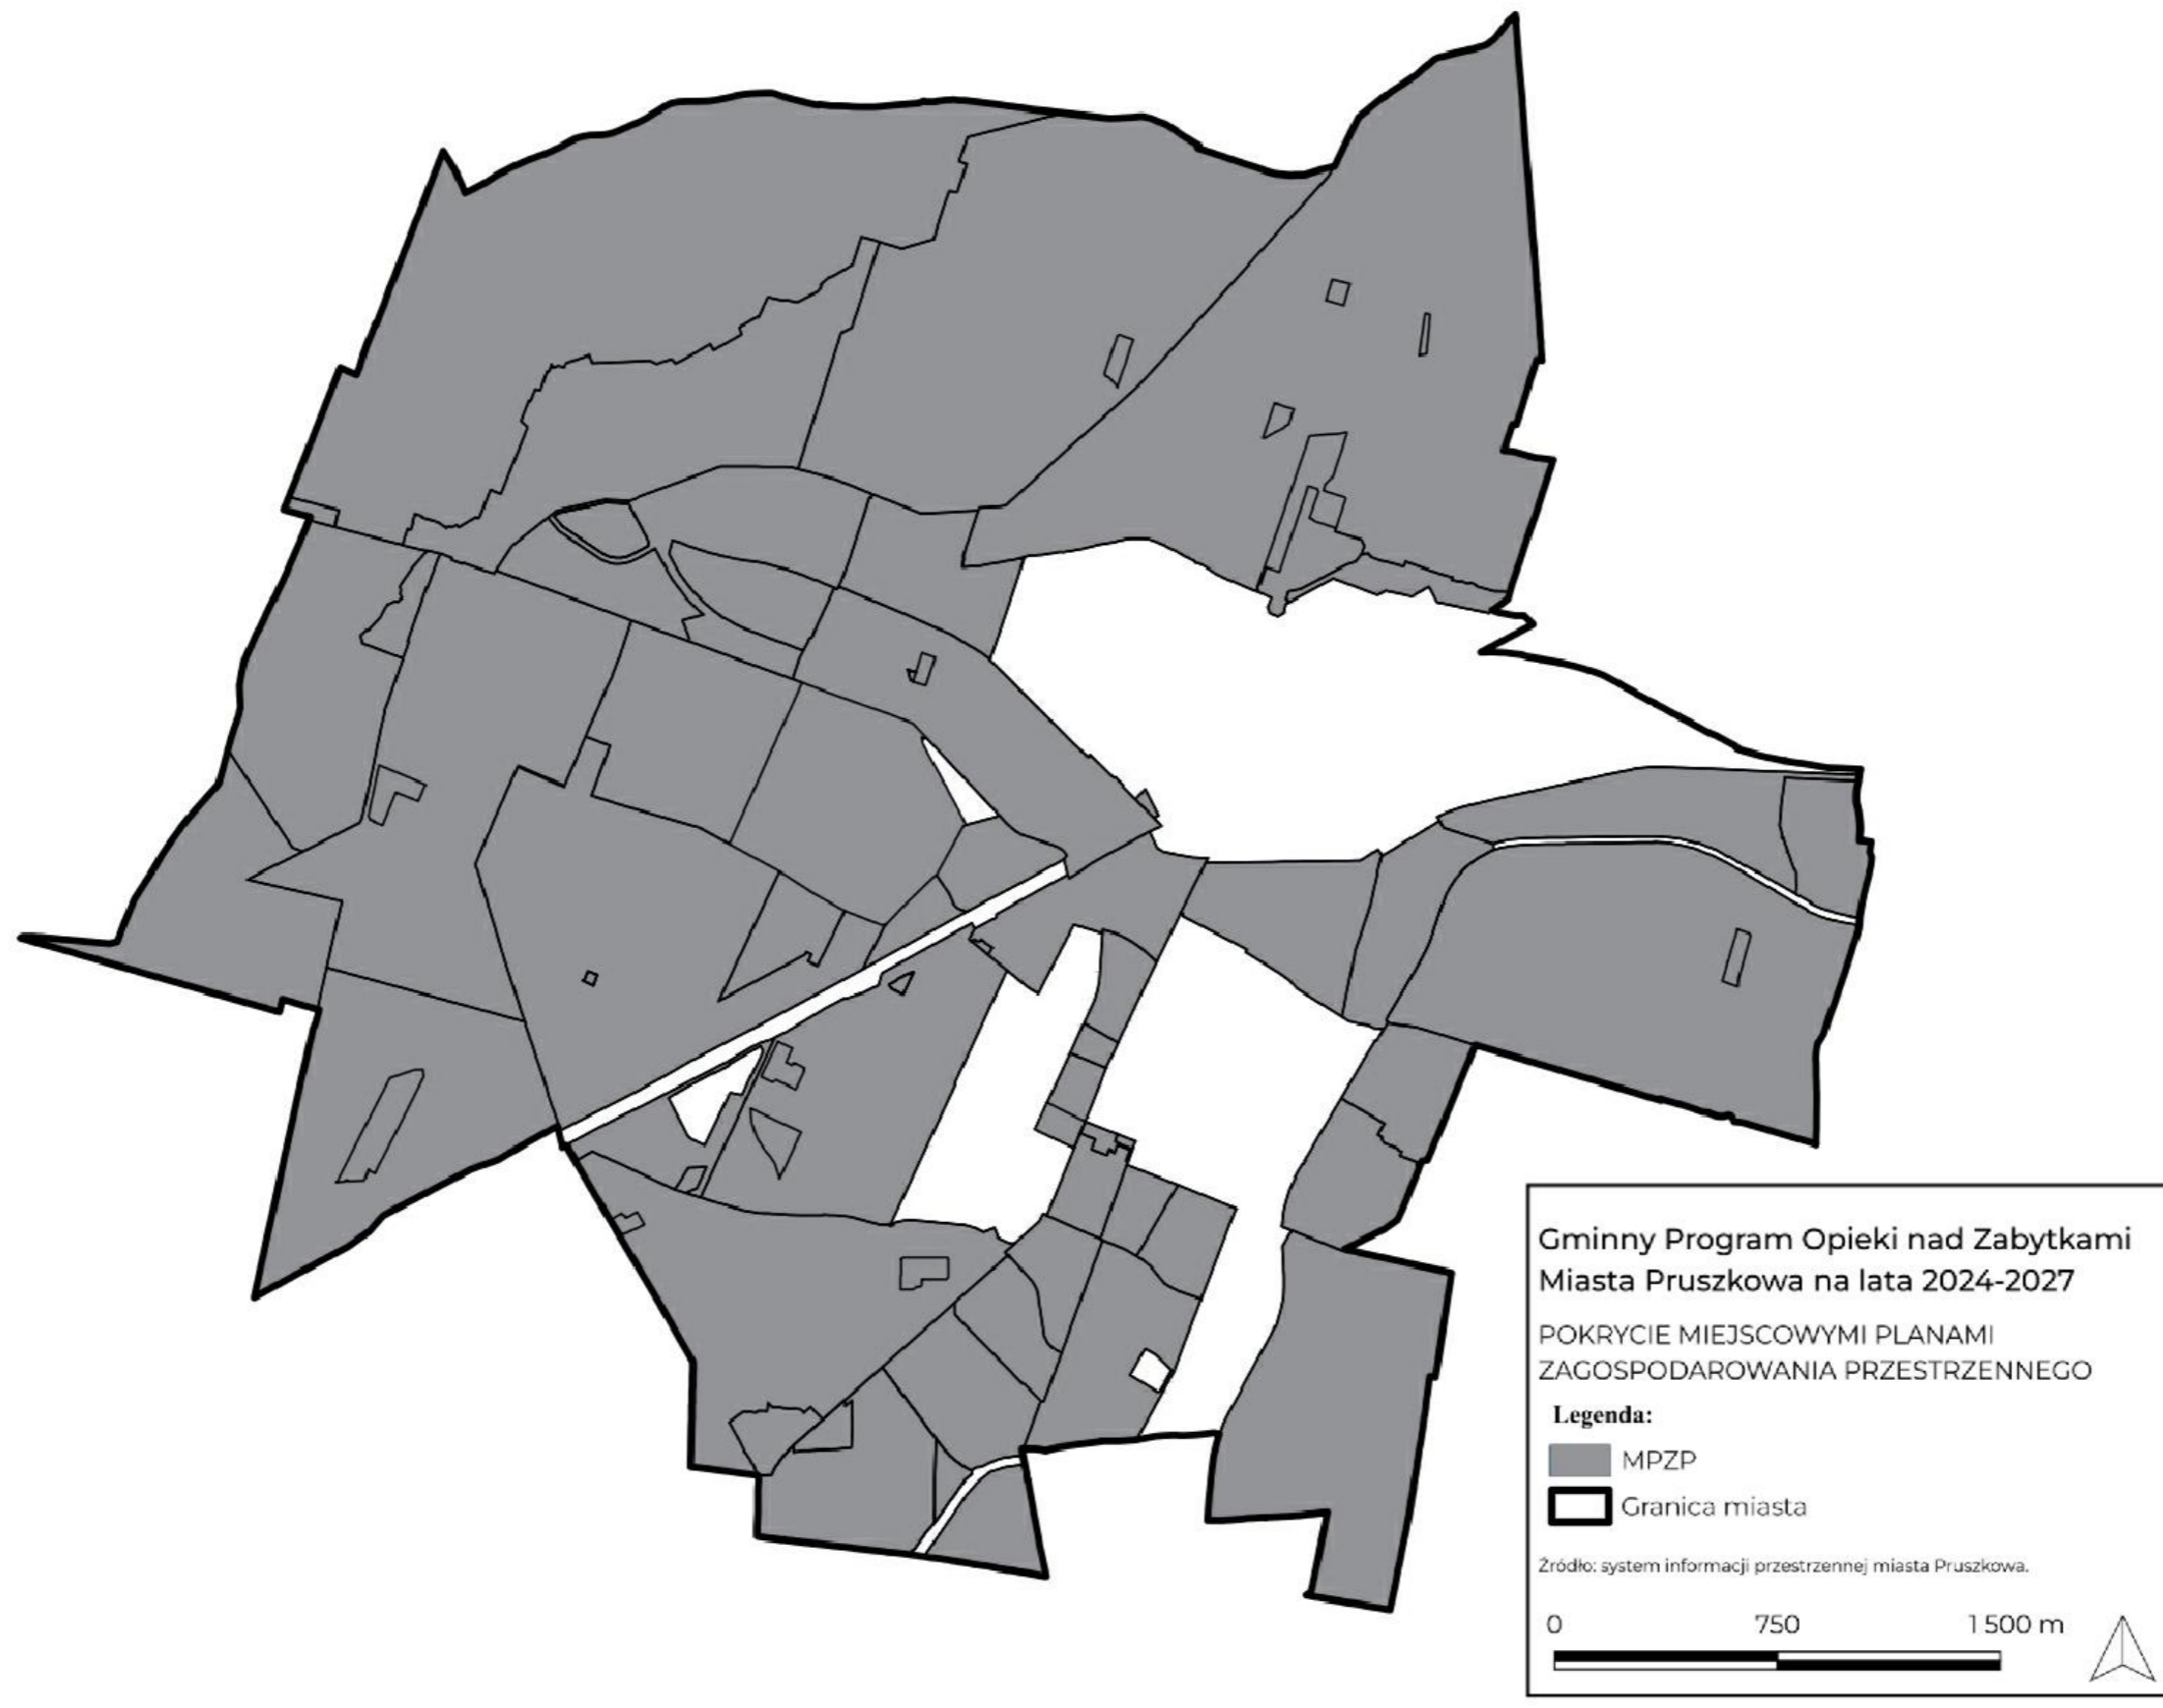 Gminny Program Opieki nad Zabytkami
Miasta Pruszkowa na lata 2024-2027
POKRYCIE MIEJSCOWYMI PLANAMI
ZAGOSPODAROWANIA PRZESTRZENNEGO
Legenda:
MPZP
Granica miasta
Źródło: system informacji przestrzennej miasta Pruszkowa.
0 750 1 500 m